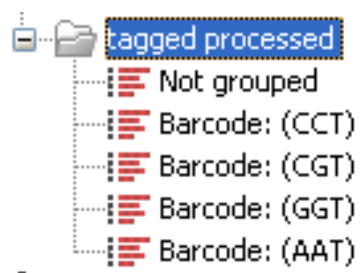 tagged processed
Not grouped
Barcode: (CCT)
Barcode: (CGT)
Barcode: (GGT)
Barcode: (AAT)